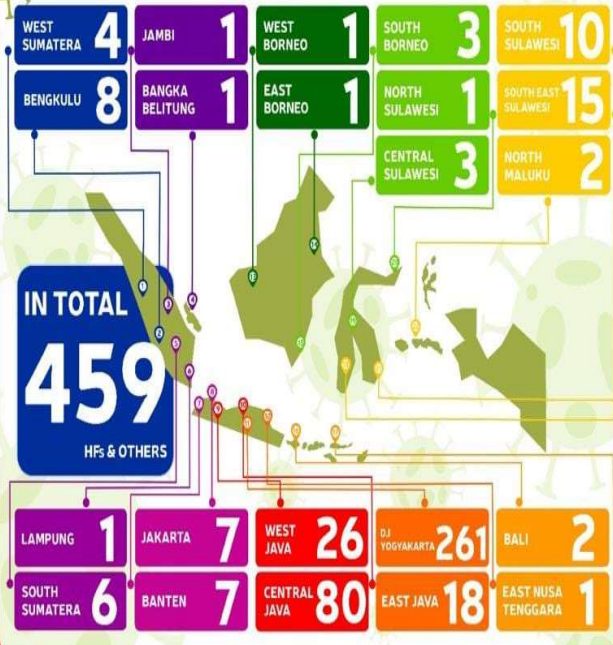 WEST
SUMATERA 4
JAMBI 1
WEST
BORNEO 1
SOUTH
BORNEO 3
SOUTH
SULAWESI 10
BENGKULU 8
BANGKA
BELITUNG 1
EAST
BORNEO 1
NORTH
SULAWESI 1
SOUTH EAST
SULAWESI 15
CENTRAL
SULAWESI 3
NORTH
MALUKU 2
IN TOTAL
459
HFs & OTHERS
LAMPUNG 1
JAKARTA 7
WEST
JAVA 26
DJ
YOGYAKARTA 261
BALI 2
SOUTH
SUMATERA 6
BANTEN 7
CENTRAL
JAVA 80
EAST JAVA 18
EAST NUSA
TENGGARA 1